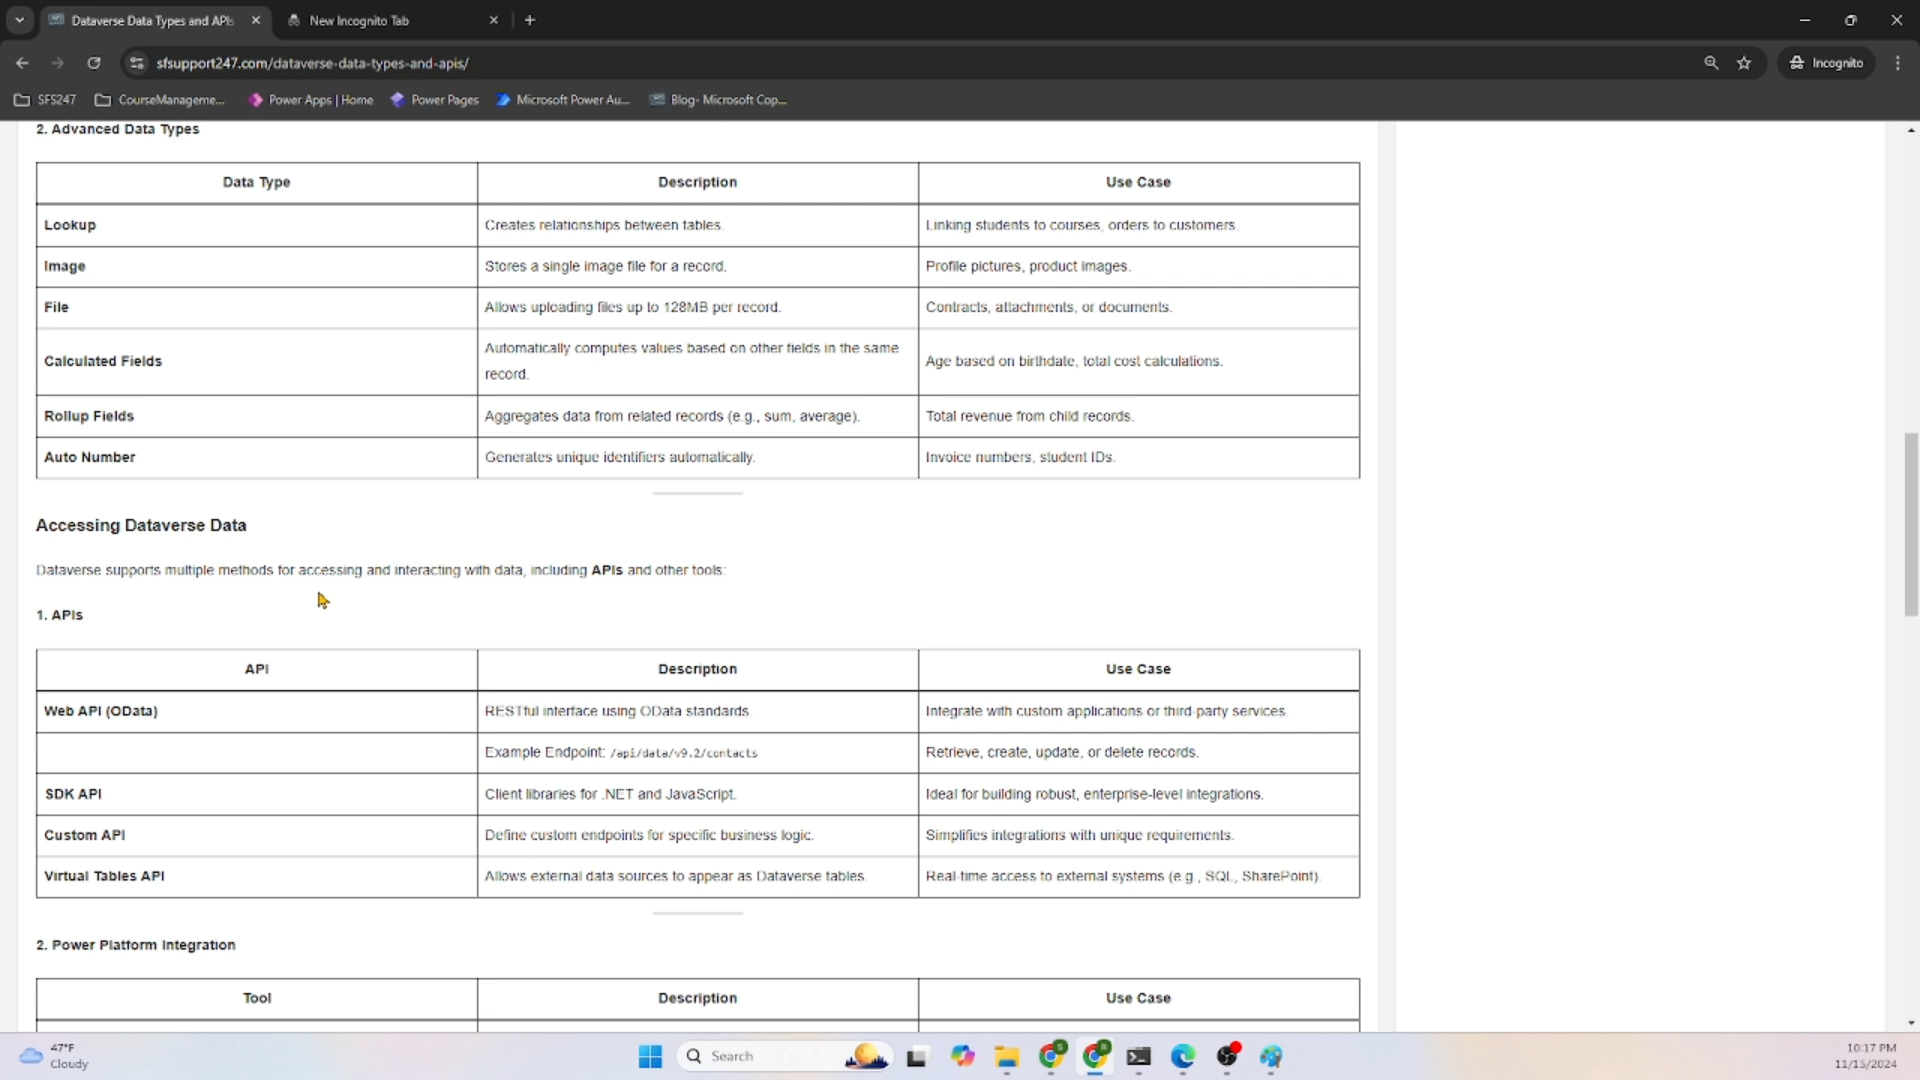 Dataverse Data Types and APIs
New Incognito Tab
sfsupport247.com/dataverse-data-types-and-apis/
Incognito
SFS247
CourseManageme...
Power Apps | Home
Power Pages
Microsoft Power Au...
Blog- Microsoft Cop...
2. Advanced Data Types
Data Type Description Use Case
Lookup Creates relationships between tables. Linking students to courses, orders to customers.
Image Stores a single image file for a record. Profile pictures, product images.
File Allows uploading files up to 128MB per record. Contracts, attachments, or documents.
Calculated Fields Automatically computes values based on other fields in the same Age based on birthdate, total cost calculations.
record.
Rollup Fields Aggregates data from related records (e.g., sum, average). Total revenue from child records.
Auto Number Generates unique identifiers automatically. Invoice numbers, student IDs.
Accessing Dataverse Data
Dataverse supports multiple methods for accessing and interacting with data, including APIs and other tools:
1. APIs
API Description Use Case
Web API (OData) RESTful interface using OData standards. Integrate with custom applications or third-party services.
Example Endpoint: /api/data/v9.2/contacts Retrieve, create, update, or delete records.
SDK API Client libraries for .NET and JavaScript. Ideal for building robust, enterprise-level integrations.
Custom API Define custom endpoints for specific business logic. Simplifies integrations with unique requirements.
Virtual Tables API Allows external data sources to appear as Dataverse tables. Real-time access to external systems (e.g., SQL, SharePoint).
2. Power Platform Integration
Tool Description Use Case
47°F
Cloudy
Search
10:17 PM
11/15/2024